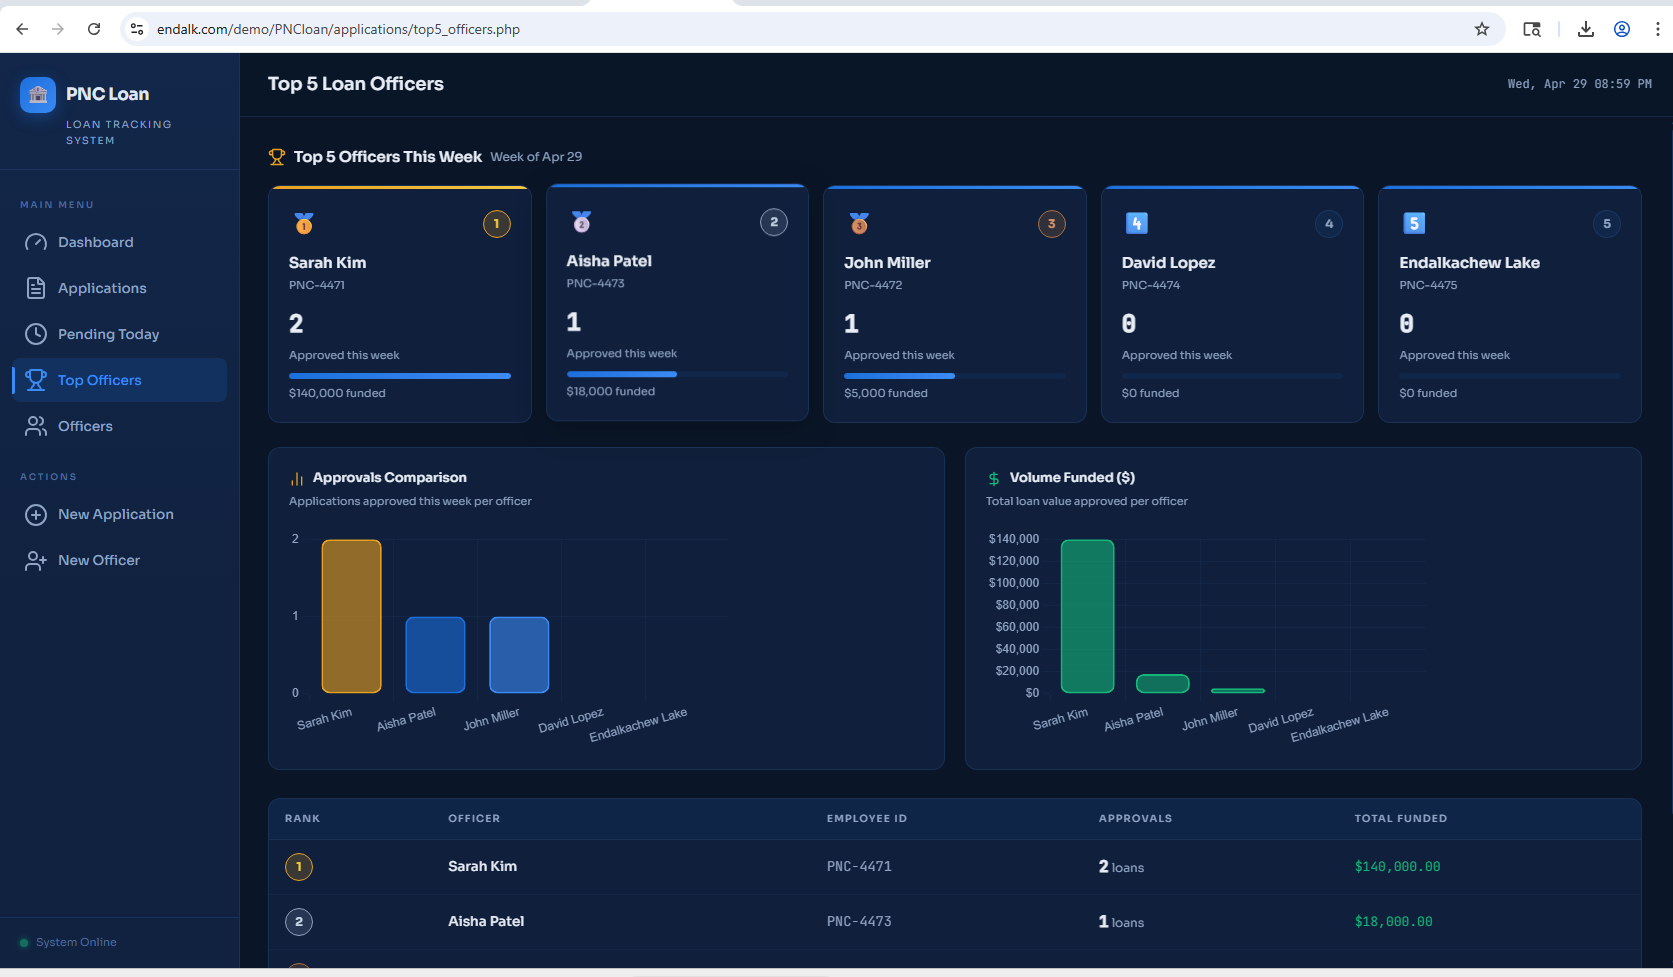 endalk.com/demo/PNCloan/applications/top5_officers.php
PNC Loan
LOAN TRACKING
SYSTEM
MAIN MENU
Dashboard
Applications
Pending Today
Top Officers
Officers
ACTIONS
New Application
New Officer
System Online
Top 5 Loan Officers
Wed, Apr 29 08:59 PM
Top 5 Officers This Week Week of Apr 29
1 1
Sarah Kim
PNC-4471
2
Approved this week
$140,000 funded
2 2
Aisha Patel
PNC-4473
1
Approved this week
$18,000 funded
3 3
John Miller
PNC-4472
1
Approved this week
$5,000 funded
4 4
David Lopez
PNC-4474
0
Approved this week
$0 funded
5 5
Endalkachew Lake
PNC-4475
0
Approved this week
$0 funded
Approvals Comparison
Applications approved this week per officer
2
1
0
Sarah Kim Aisha Patel John Miller David Lopez Endalkachew Lake
Volume Funded ($)
Total loan value approved per officer
$140,000
$120,000
$100,000
$80,000
$60,000
$40,000
$20,000
$0
Sarah Kim Aisha Patel John Miller David Lopez Endalkachew Lake
RANK OFFICER EMPLOYEE ID APPROVALS TOTAL FUNDED
1 Sarah Kim PNC-4471 2 loans $140,000.00
2 Aisha Patel PNC-4473 1 loans $18,000.00